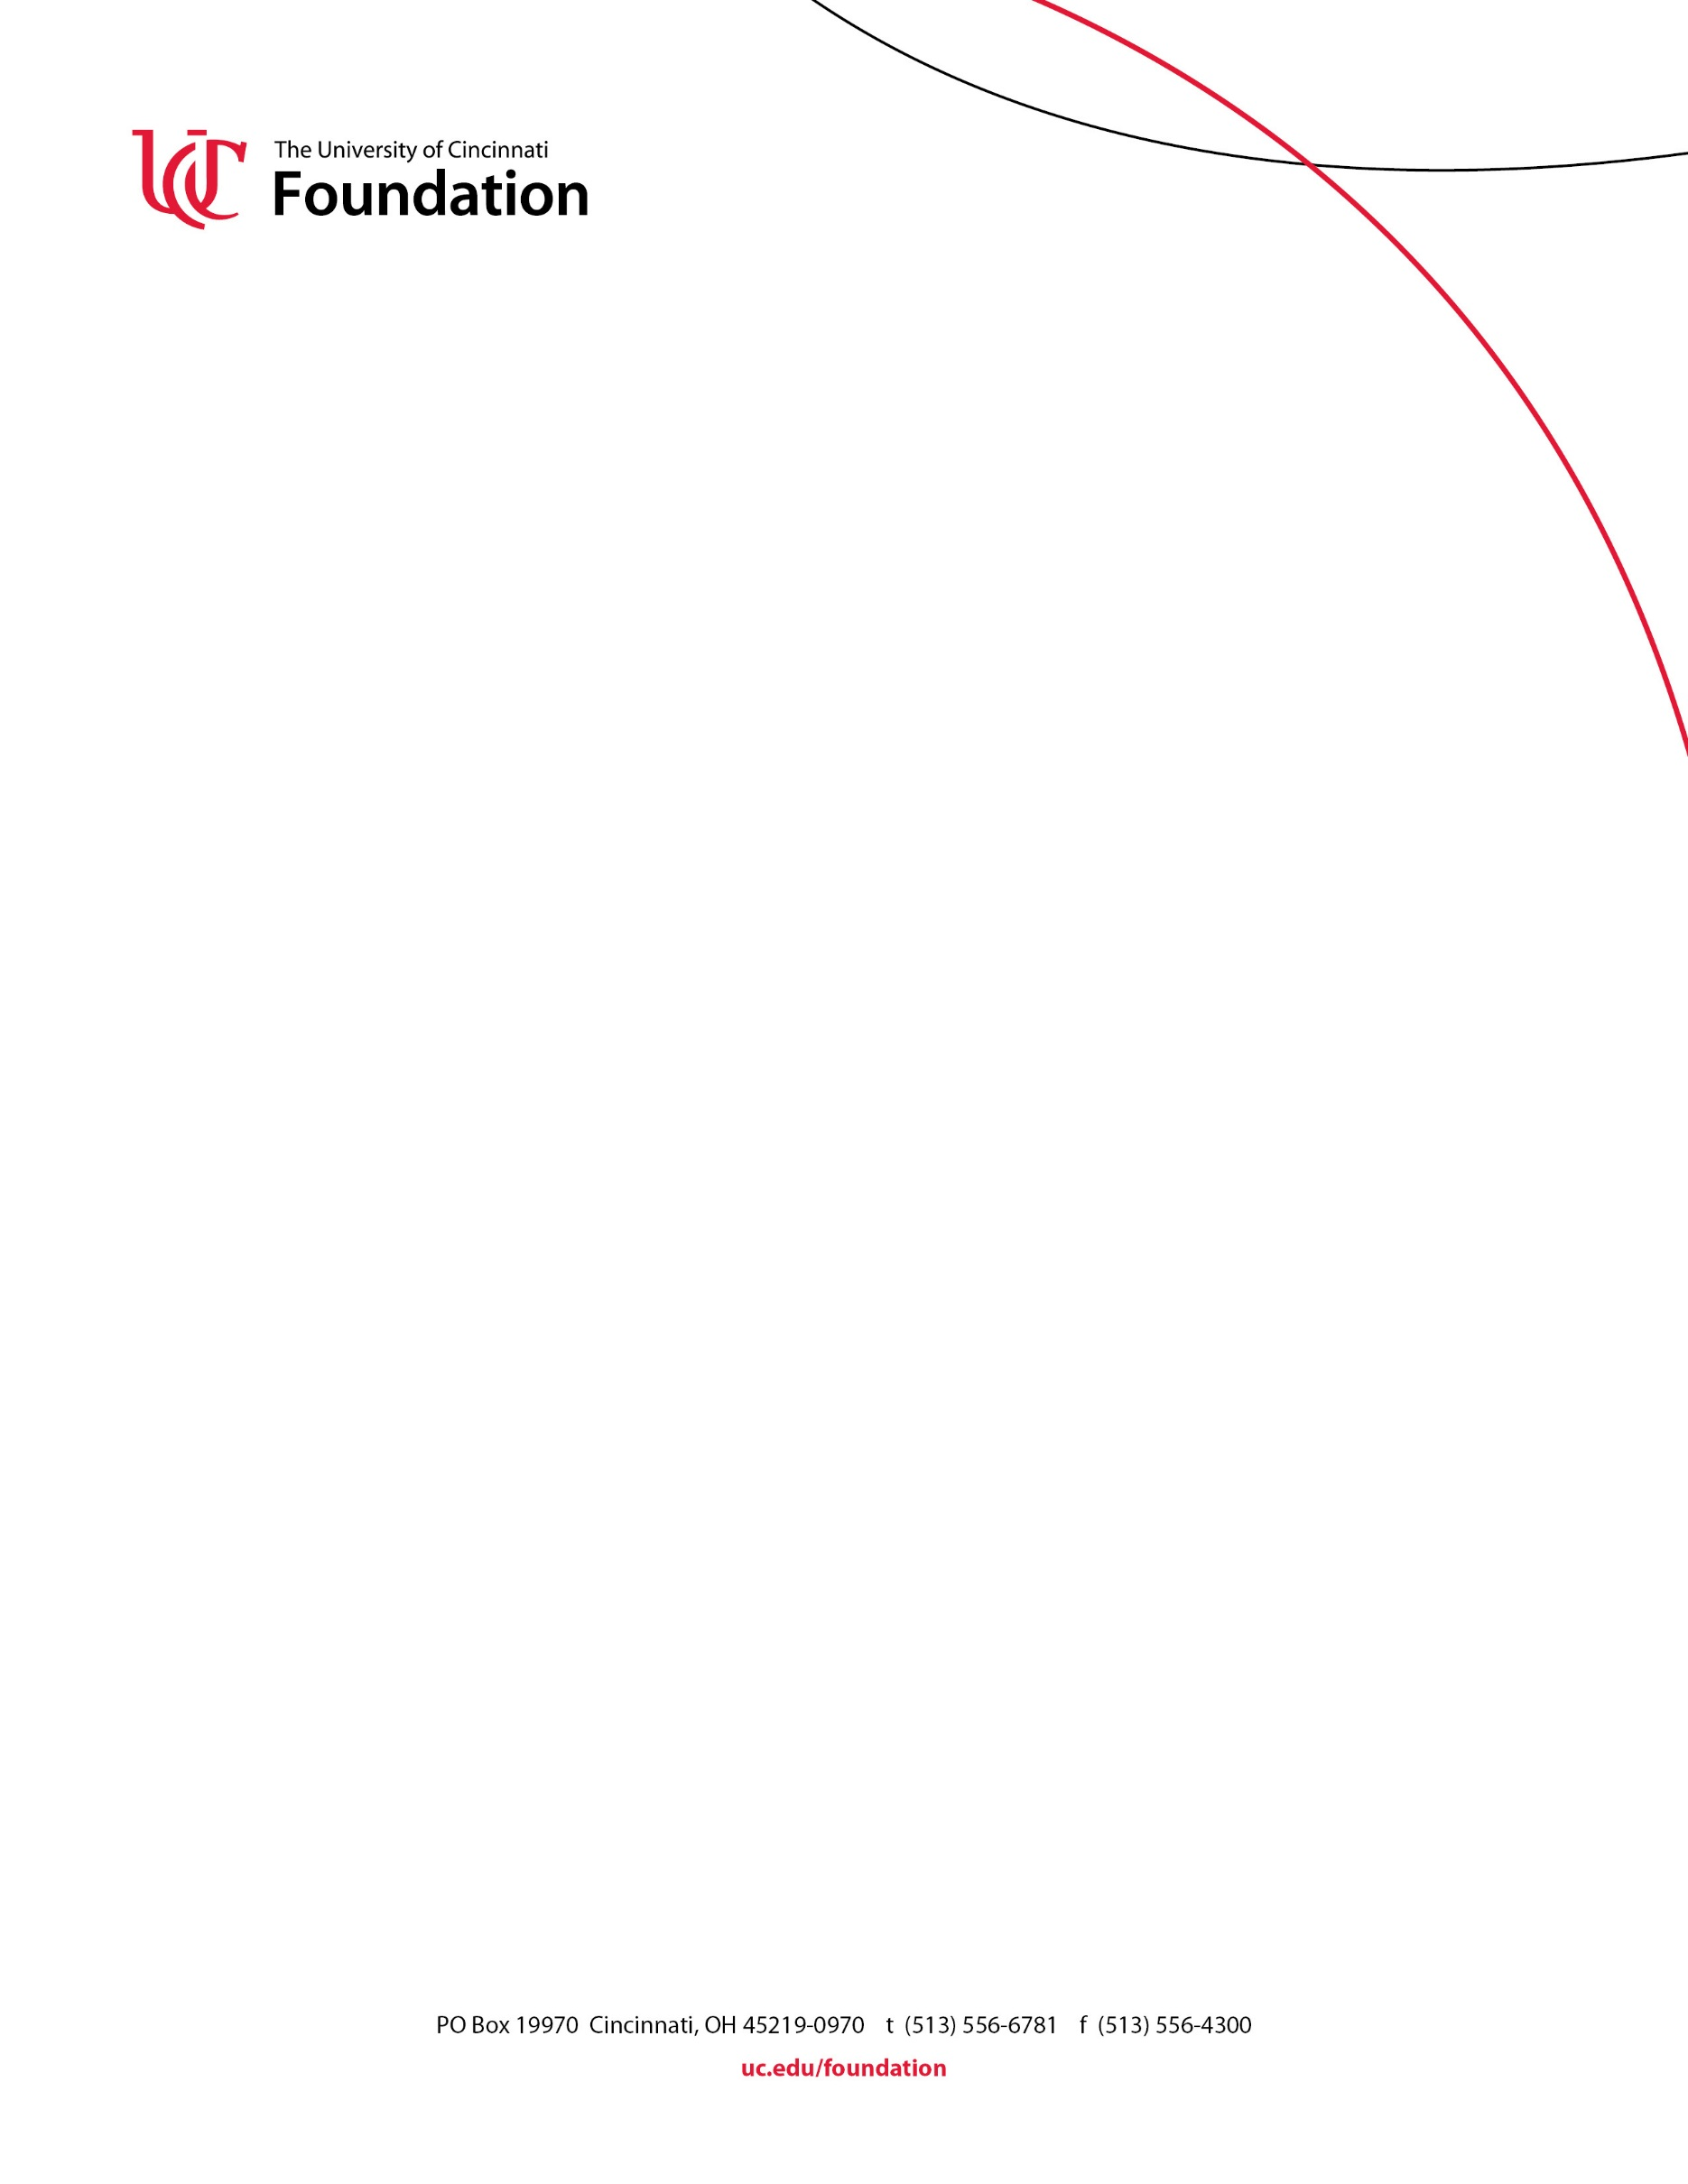 UC
The University of Cincinnati
Foundation
PO Box 19970 Cincinnati, OH 45219-0970 t (513) 556-6781 f (513) 556-4300
uc.edu/foundation